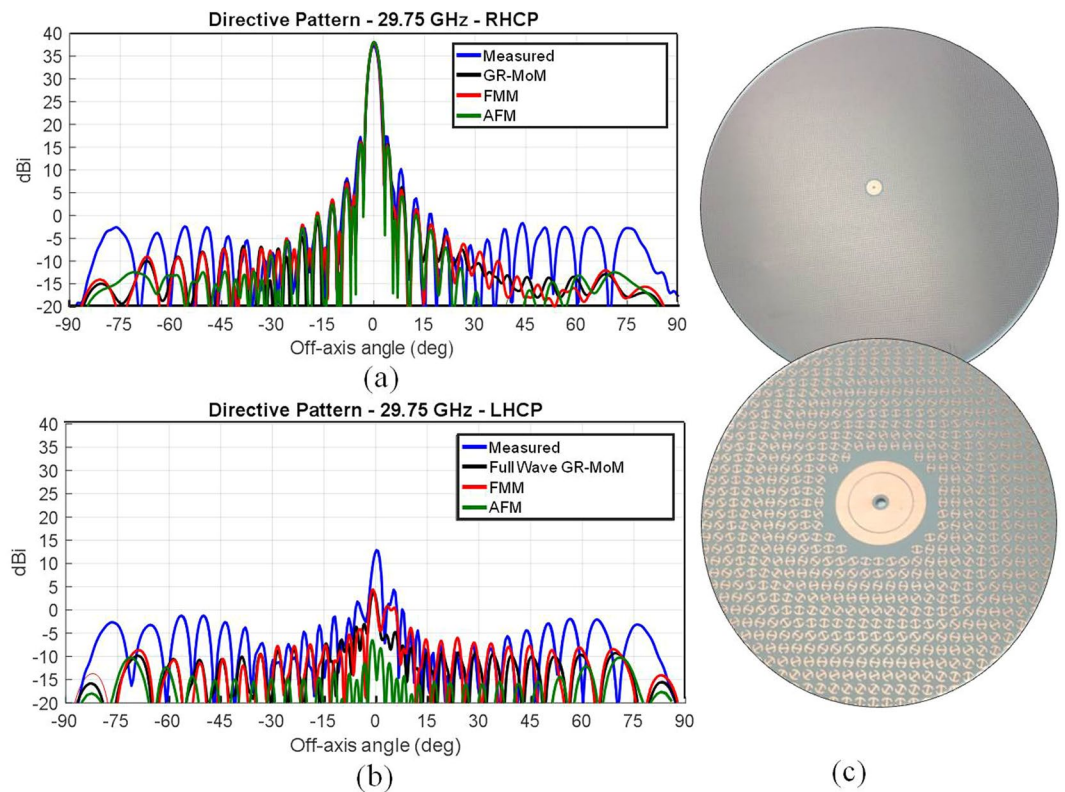 Directive Pattern - 29.75 GHz - RHCP
40
35
30
25
20
15
10
5
0
-5
-10
-15
-20
dBi
Measured
GR-MoM
FMM
AFM
-90 -75 -60 -45 -30 -15 0 15 30 45 60 75 90
Off-axis angle (deg)
(a)
Directive Pattern - 29.75 GHz - LHCP
40
35
30
25
20
15
10
5
0
-5
-10
-15
-20
dBi
Measured
Full Wave GR-MoM
FMM
AFM
-90 -75 -60 -45 -30 -15 0 15 30 45 60 75 90
Off-axis angle (deg)
(b)
(c)